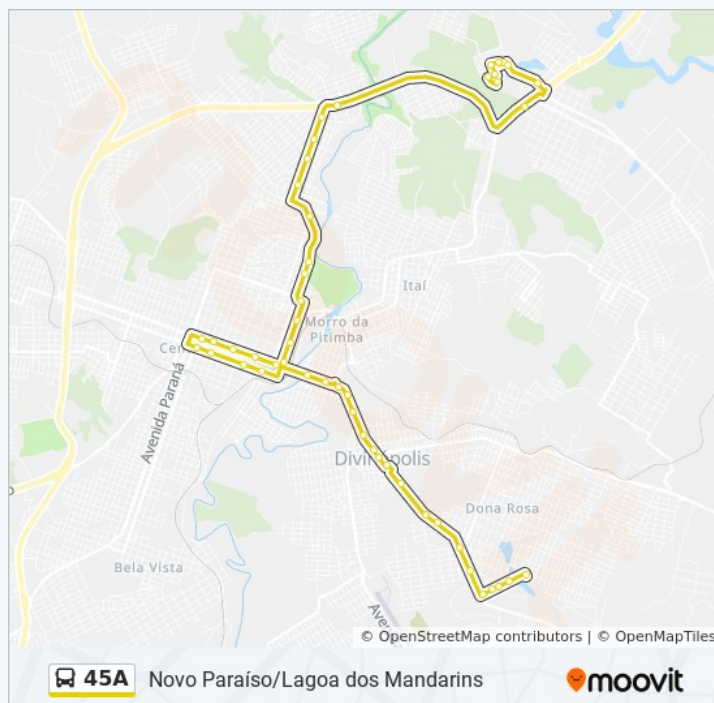 Itaí
Morro da
Pitimba
Cen
Avenida Paraná
Divinópolis
Dona Rosa
Bela Vista
Ave
© OpenStreetMap contributors | © OpenMapTiles
45A Novo Paraíso/Lagoa dos Mandarins
moovit